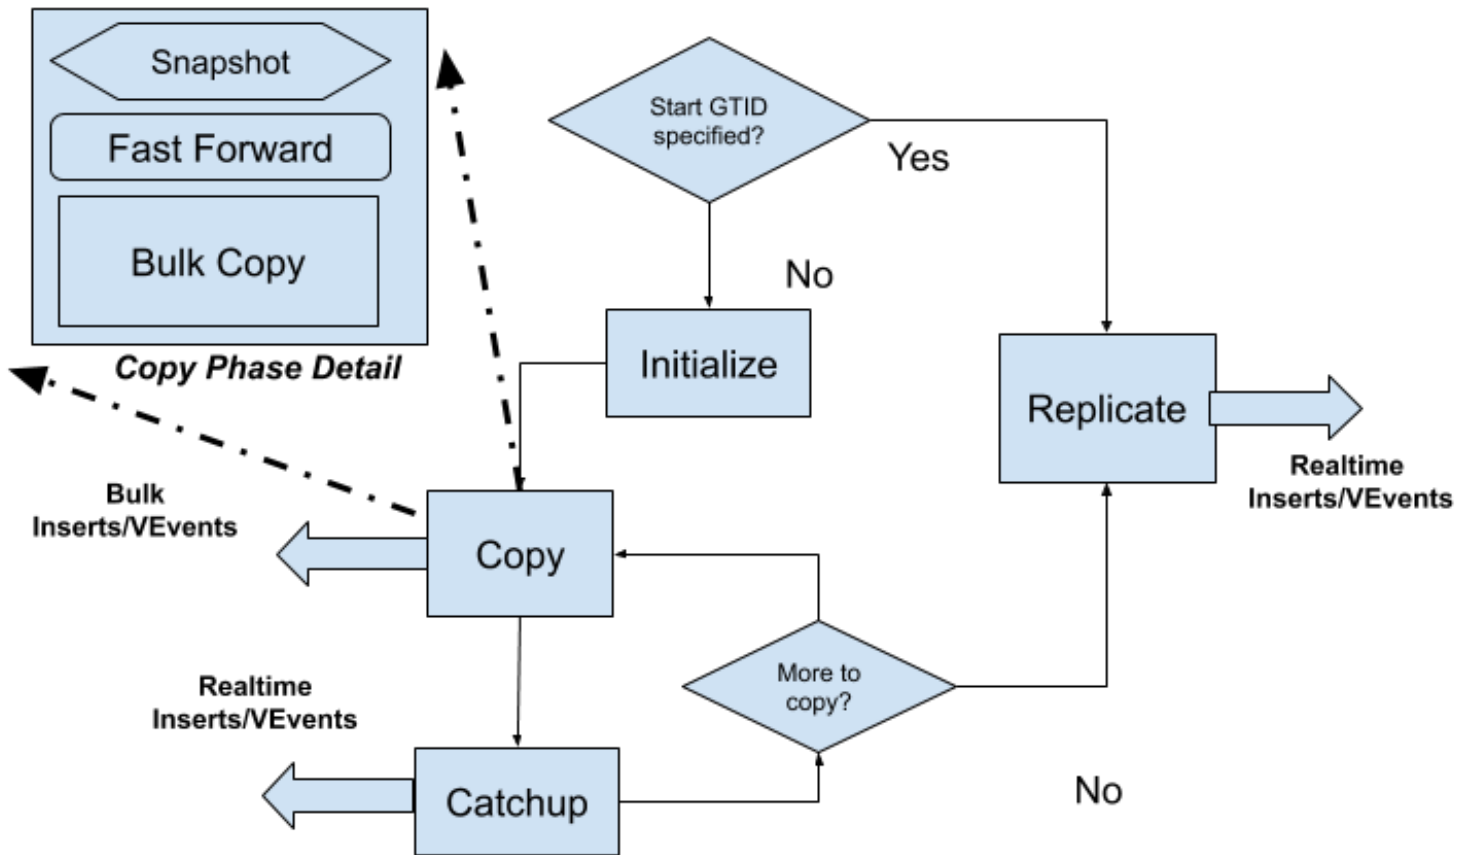 Snapshot
Fast Forward
Bulk Copy
Copy Phase Detail
Start GTID
specified?
Yes
No
Initialize
Replicate
Realtime
Inserts/VEvents
Bulk
Inserts/VEvents
Copy
More to
copy?
Realtime
Inserts/VEvents
Catchup
No